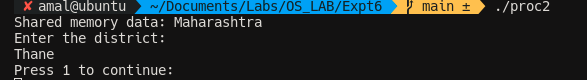 ✘ amal@ubuntu ~/Documents/Labs/OS_LAB/Expt6 main ± ./proc2
Shared memory data: Maharashtra
Enter the district:
Thane
Press 1 to continue: